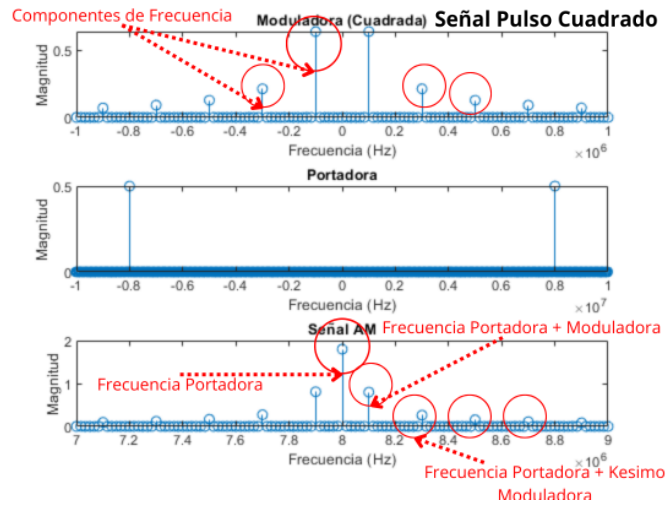 Componentes de Frecuencia
Moduladora (Cuadrada) Señal Pulso Cuadrado
Magnitud
0.5
0
-1 -0.8 -0.6 -0.4 -0.2 0 0.2 0.4 0.6 0.8 1
Frecuencia (Hz)
×10^6
Portadora
Magnitud
0.5
0
-1 -0.8 -0.6 -0.4 -0.2 0 0.2 0.4 0.6 0.8 1
Frecuencia (Hz)
×10^7
Señal AM Frecuencia Portadora + Moduladora
Magnitud
2
1
0
Frecuencia Portadora
7 7.2 7.4 7.6 7.8 8 8.2 8.4 8.6 8.8 9
Frecuencia (Hz)
×10^6
Frecuencia Portadora + Kesimo
Moduladora